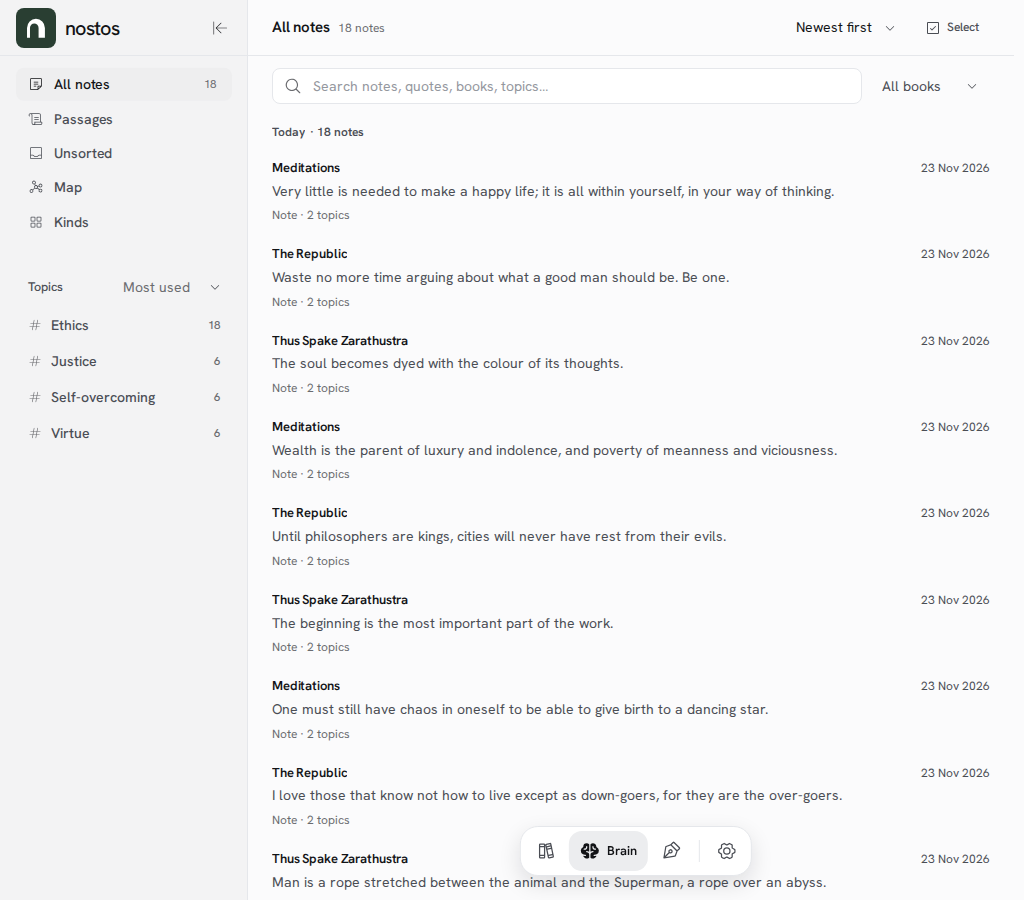 nostos
All notes 18
Passages
Unsorted
Map
Kinds
Topics Most used
# Ethics 18
# Justice 6
# Self-overcoming 6
# Virtue 6
All notes 18 notes
Newest first
Select
Search notes, quotes, books, topics...
All books
Today · 18 notes
Meditations 23 Nov 2026
Very little is needed to make a happy life; it is all within yourself, in your way of thinking.
Note · 2 topics
The Republic 23 Nov 2026
Waste no more time arguing about what a good man should be. Be one.
Note · 2 topics
Thus Spake Zarathustra 23 Nov 2026
The soul becomes dyed with the colour of its thoughts.
Note · 2 topics
Meditations 23 Nov 2026
Wealth is the parent of luxury and indolence, and poverty of meanness and viciousness.
Note · 2 topics
The Republic 23 Nov 2026
Until philosophers are kings, cities will never have rest from their evils.
Note · 2 topics
Thus Spake Zarathustra 23 Nov 2026
The beginning is the most important part of the work.
Note · 2 topics
Meditations 23 Nov 2026
One must still have chaos in oneself to be able to give birth to a dancing star.
Note · 2 topics
The Republic 23 Nov 2026
I love those that know not how to live except as down-goers, for they are the over-goers.
Note · 2 topics
Thus Spake Zarathustra 23 Nov 2026
Man is a rope stretched between the animal and the Superman, a rope over an abyss.
Brain